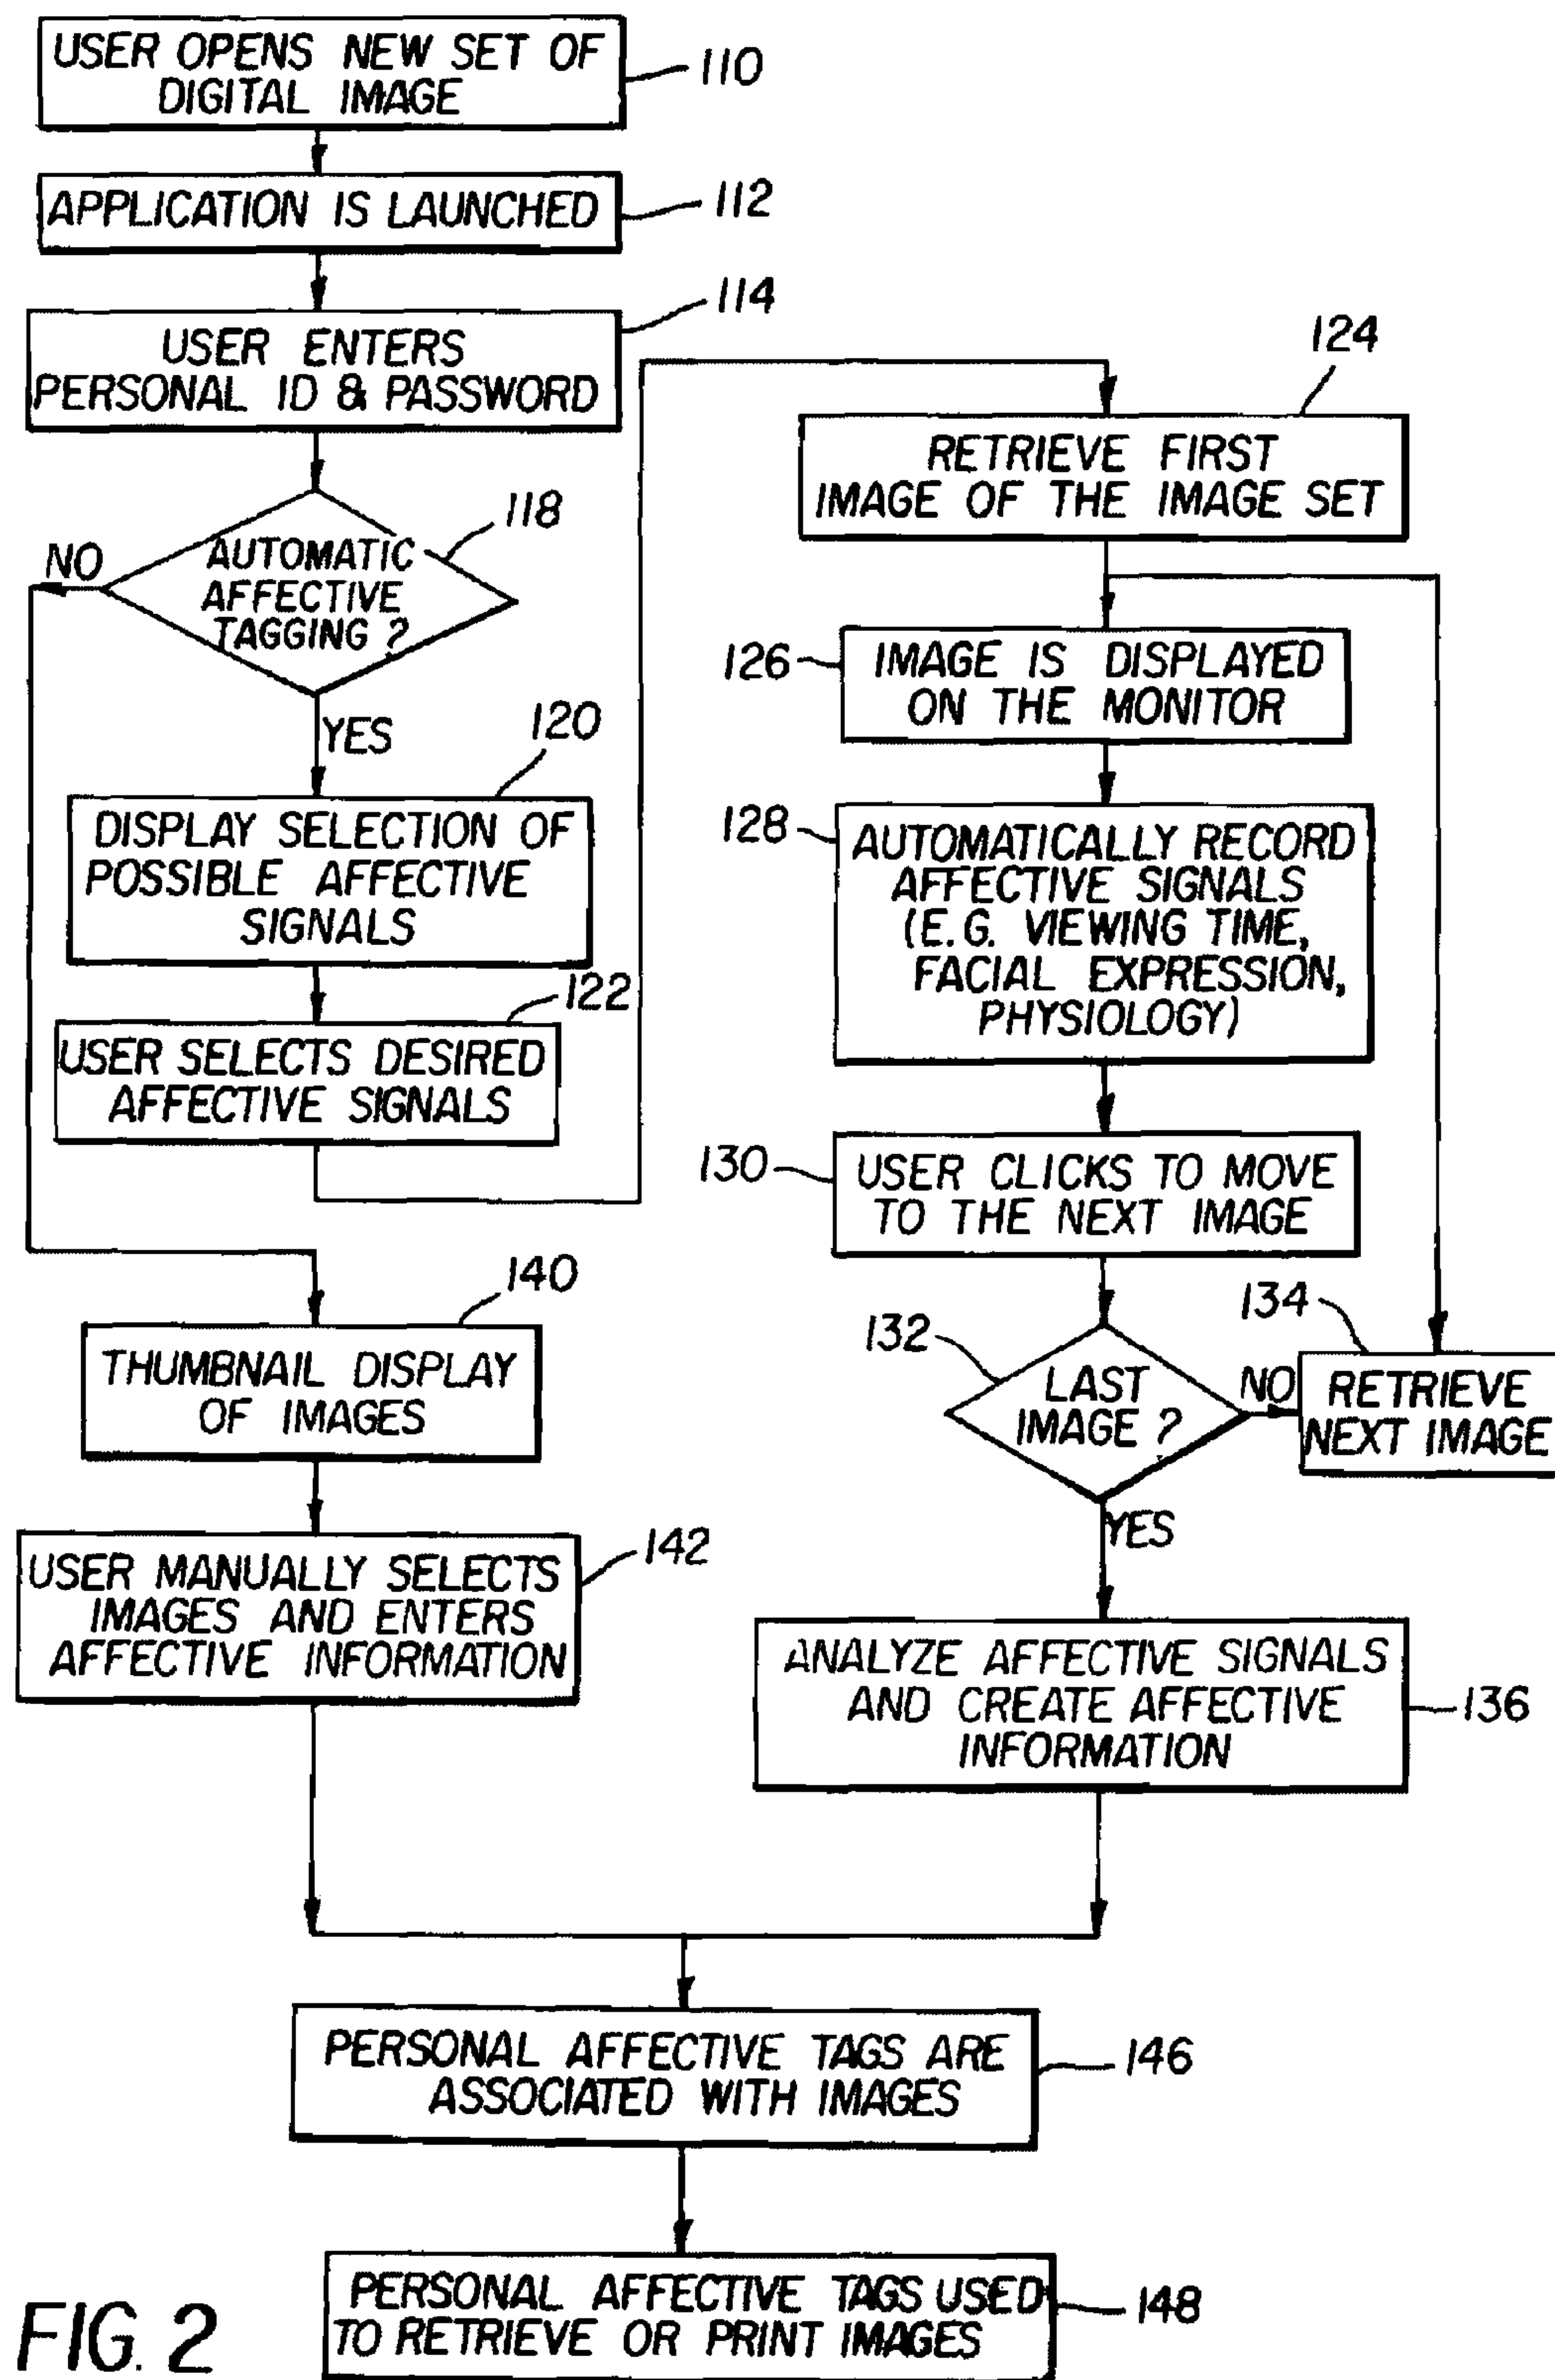 USER OPENS NEW SET OF
DIGITAL IMAGE
110
APPLICATION IS LAUNCHED
112
USER ENTERS
PERSONAL ID & PASSWORD
114
AUTOMATIC
AFFECTIVE
TAGGING ?
118
NO
YES
DISPLAY SELECTION OF
POSSIBLE AFFECTIVE
SIGNALS
120
USER SELECTS DESIRED
AFFECTIVE SIGNALS
122
RETRIEVE FIRST
IMAGE OF THE IMAGE SET
124
IMAGE IS DISPLAYED
ON THE MONITOR
126
AUTOMATICALLY RECORD
AFFECTIVE SIGNALS
(E.G. VIEWING TIME,
FACIAL EXPRESSION,
PHYSIOLOGY)
128
USER CLICKS TO MOVE
TO THE NEXT IMAGE
130
LAST
IMAGE ?
132
NO
YES
RETRIEVE
NEXT IMAGE
134
ANALYZE AFFECTIVE SIGNALS
AND CREATE AFFECTIVE
INFORMATION
136
THUMBNAIL DISPLAY
OF IMAGES
140
USER MANUALLY SELECTS
IMAGES AND ENTERS
AFFECTIVE INFORMATION
142
PERSONAL AFFECTIVE TAGS ARE
ASSOCIATED WITH IMAGES
146
PERSONAL AFFECTIVE TAGS USED
TO RETRIEVE OR PRINT IMAGES
148
FIG. 2